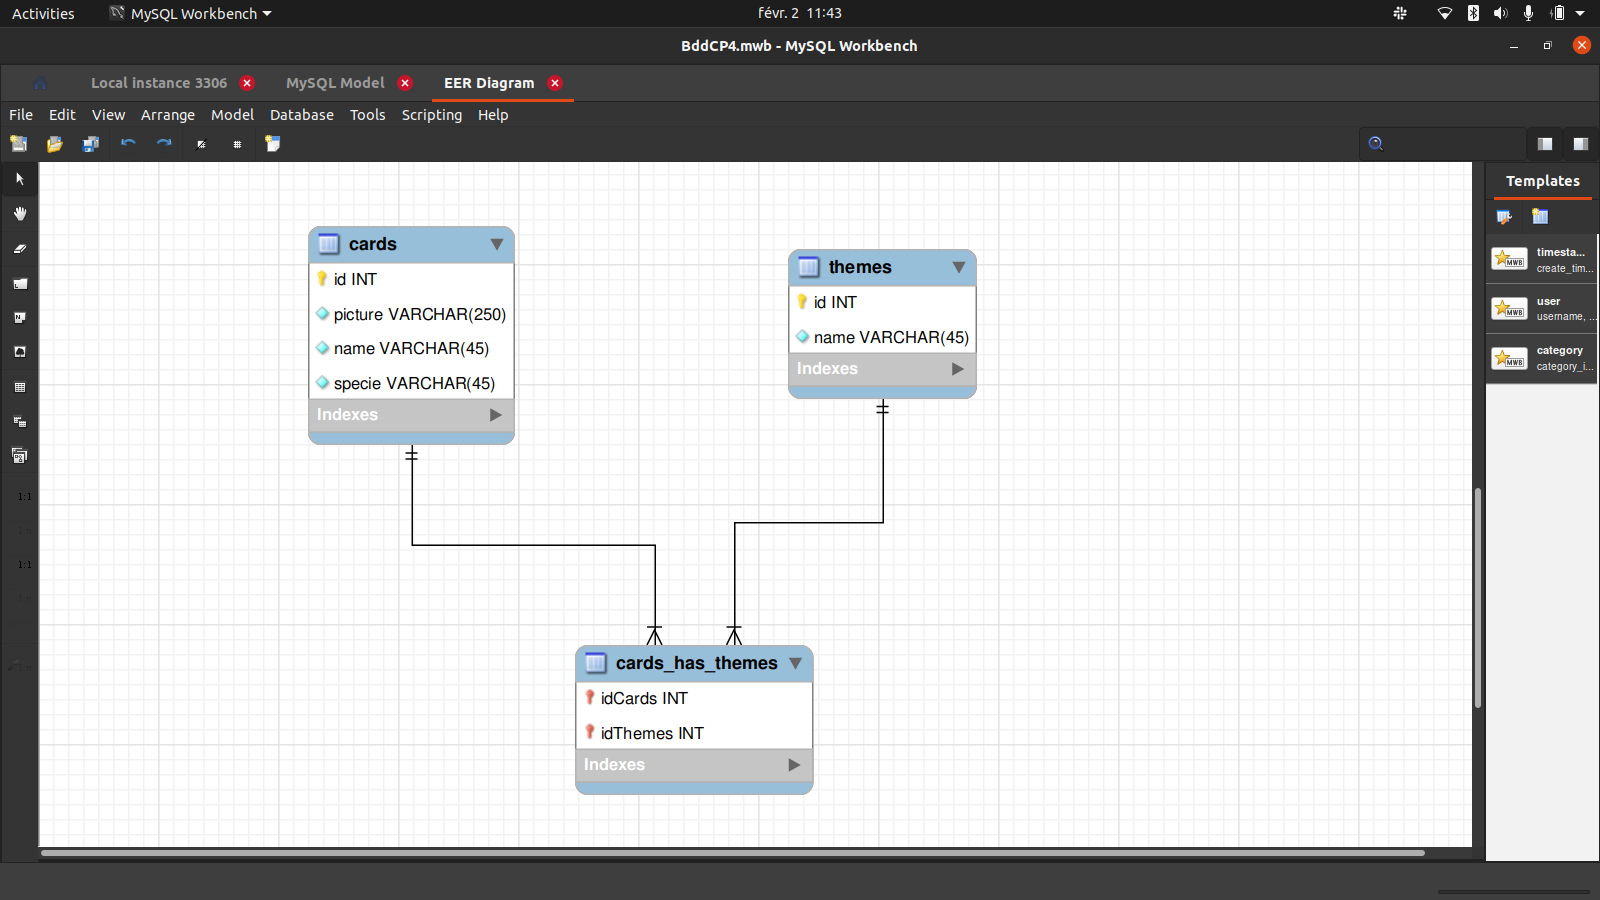 Activities MySQL Workbench févr. 2 11:43
BddCP4.mwb - MySQL Workbench
Local instance 3306 MySQL Model EER Diagram
File Edit View Arrange Model Database Tools Scripting Help
Templates
timesta...
create_tim...
user
username, ...
category
category_i...
cards
id INT
picture VARCHAR(250)
name VARCHAR(45)
specie VARCHAR(45)
Indexes
themes
id INT
name VARCHAR(45)
Indexes
cards_has_themes
idCards INT
idThemes INT
Indexes
1:1
1:1